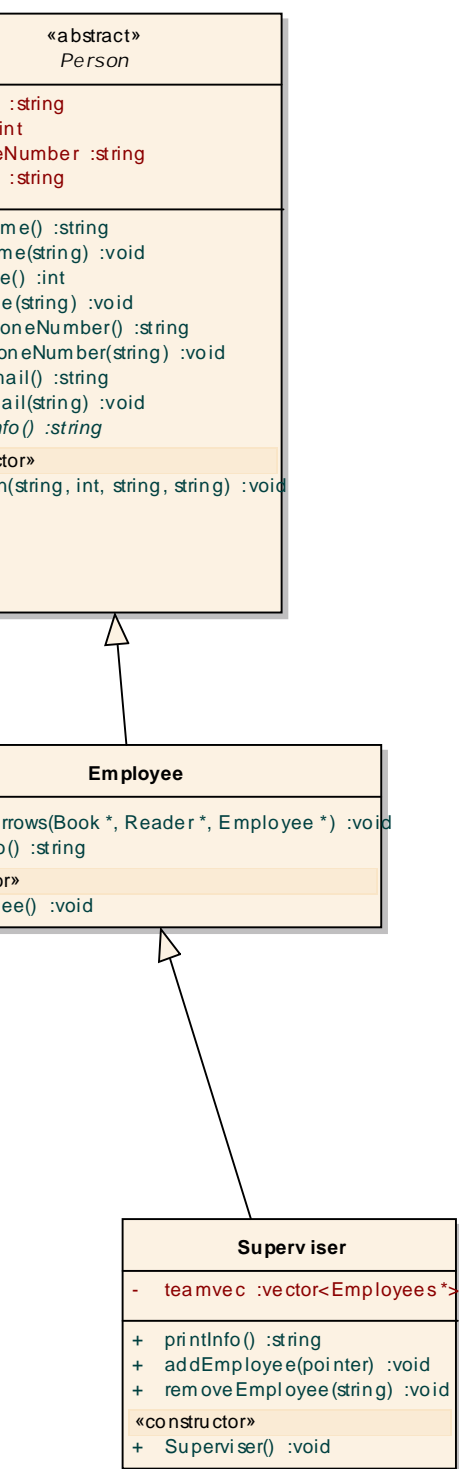 «abstract»
Person
:string
int
eNumber :string
:string
me() :string
me(string) :void
e() :int
e(string) :void
oneNumber() :string
oneNumber(string) :void
nail() :string
ail(string) :void
nfo() :string
ctor»
n(string, int, string, string) :void
Employee
rrows(Book *, Reader *, Employee *) :void
o() :string
or»
ee() :void
Superviser
- teamvec :vector<Employees *>
+ printInfo() :string
+ addEmployee(pointer) :void
+ removeEmployee(string) :void
«constructor»
+ Superviser() :void